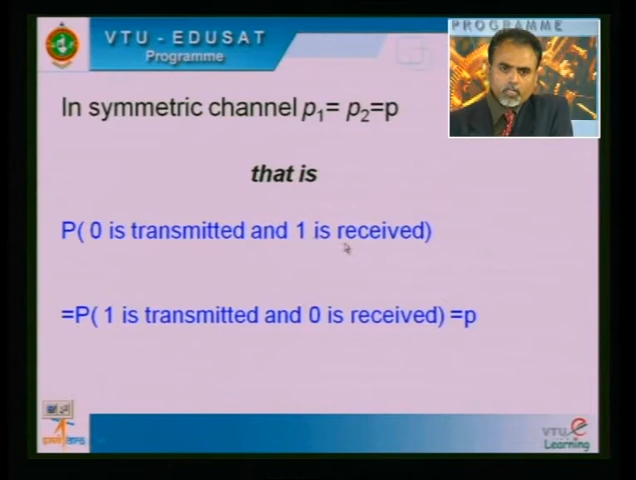 VTU - EDUSAT
Programme
PROGRAMME
In symmetric channel p₁= p₂=p
that is
P( 0 is transmitted and 1 is received)
=P( 1 is transmitted and 0 is received) =p
VTU e
Learning